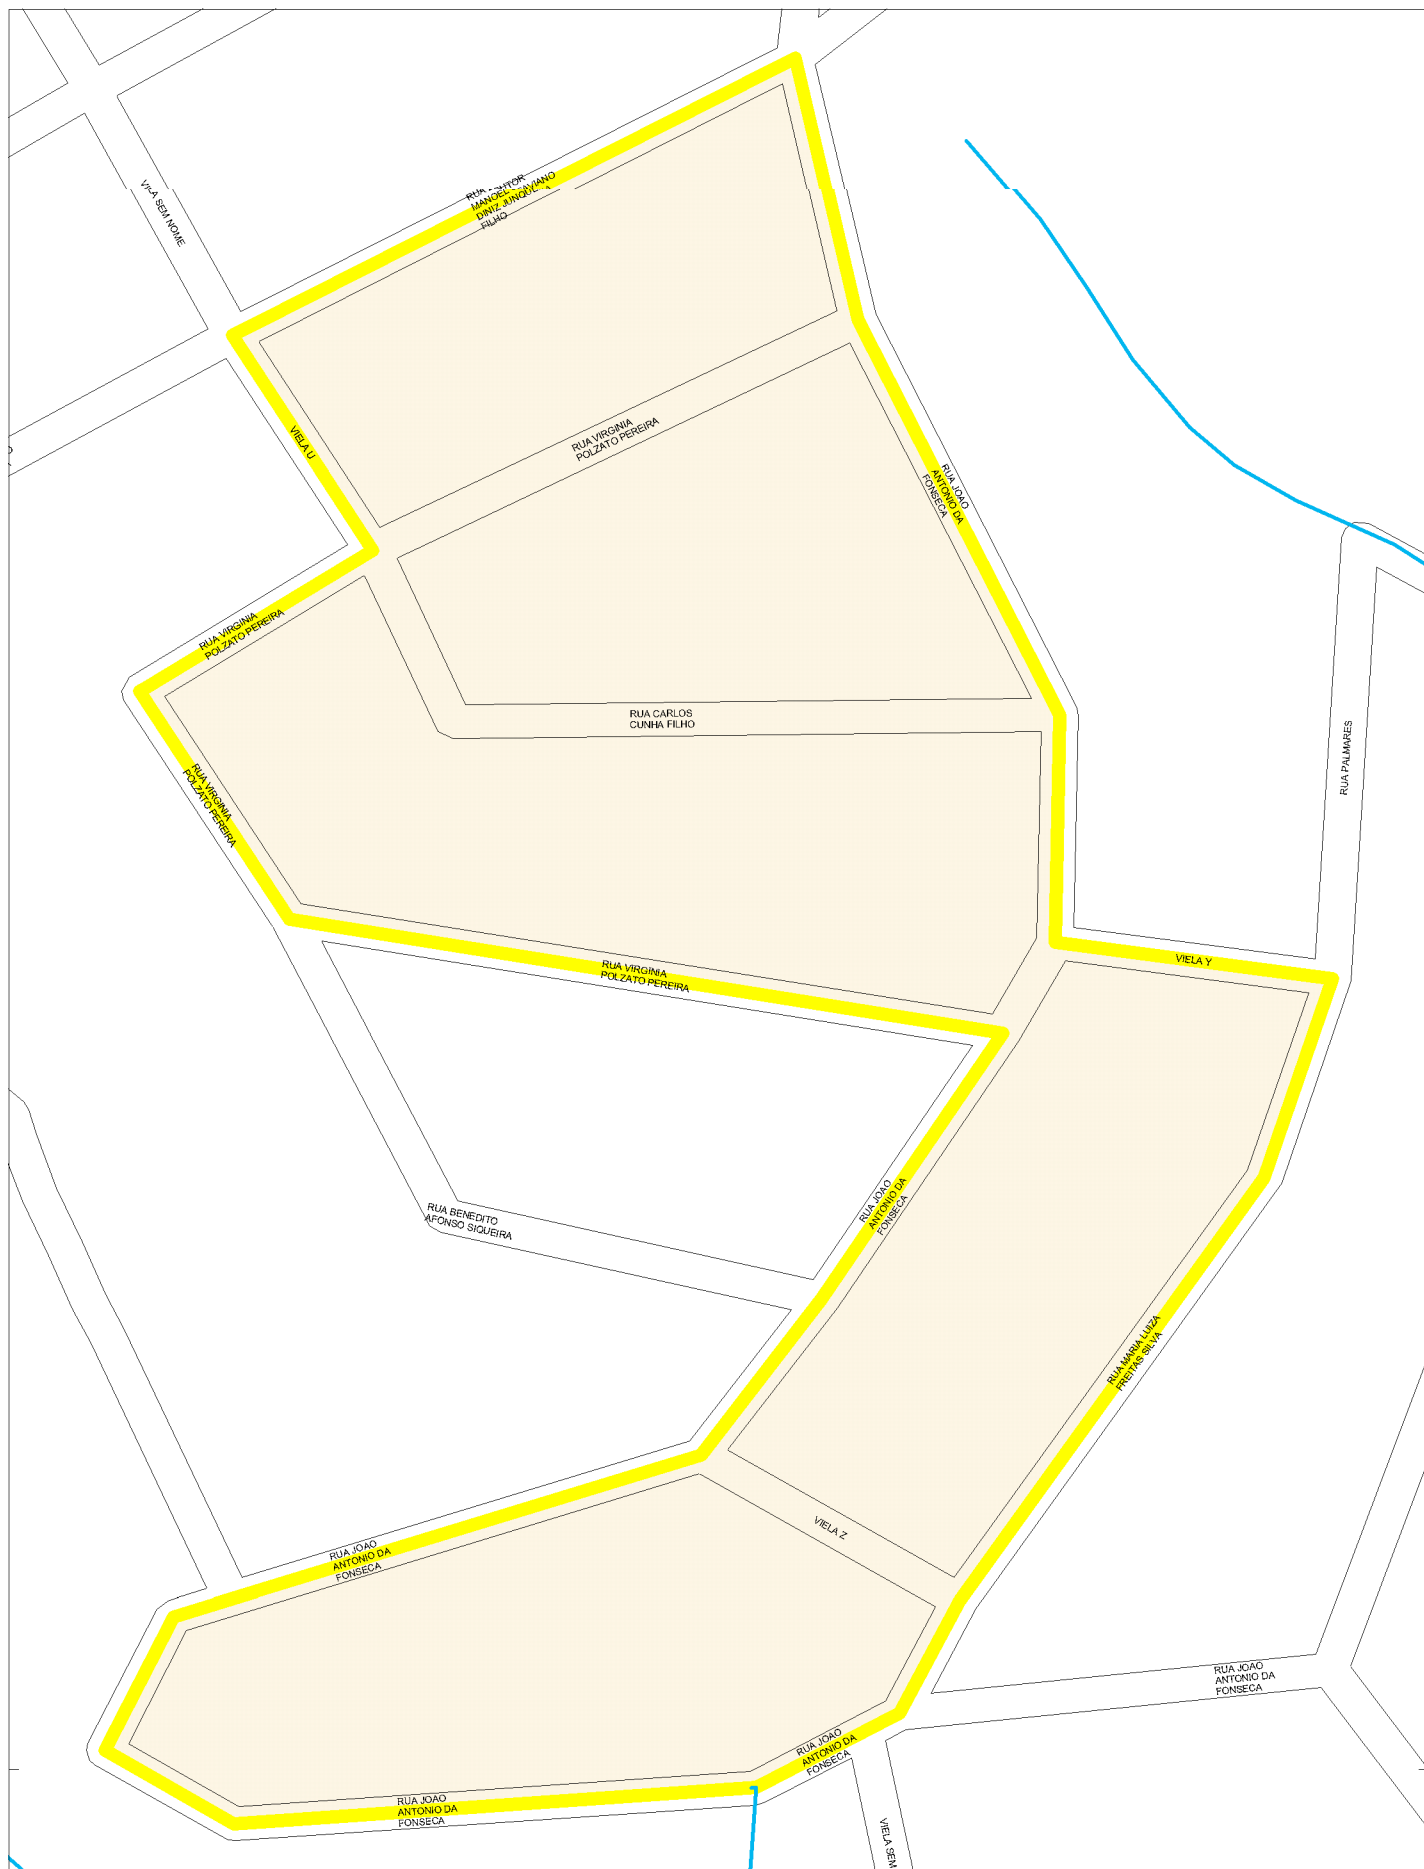 SEM NOME
RUA
MANOEL
DINIZ
FILHO
VIELA U
RUA VIRGINIA
POLZATO PEREIRA
RUA JOAO
ANTONIO DA
FONSECA
RUA VIRGINIA
POLZATO PEREIRA
RUA CARLOS
CUNHA FILHO
RUA PALMARES
RUA VIRGINIA
POLZATO PEREIRA
RUA VIRGINIA
POLZATO PEREIRA
VIELA Y
RUA JOAO
ANTONIO DA
FONSECA
RUA BENEDITO
AFONSO SIQUEIRA
RUA MARIA LUIZA
FREITAS SILVA
VIELA Z
RUA JOAO
ANTONIO DA
FONSECA
RUA JOAO
ANTONIO DA
FONSECA
RUA JOAO
ANTONIO DA
FONSECA
RUA JOAO
ANTONIO DA
FONSECA
VIELA SEM